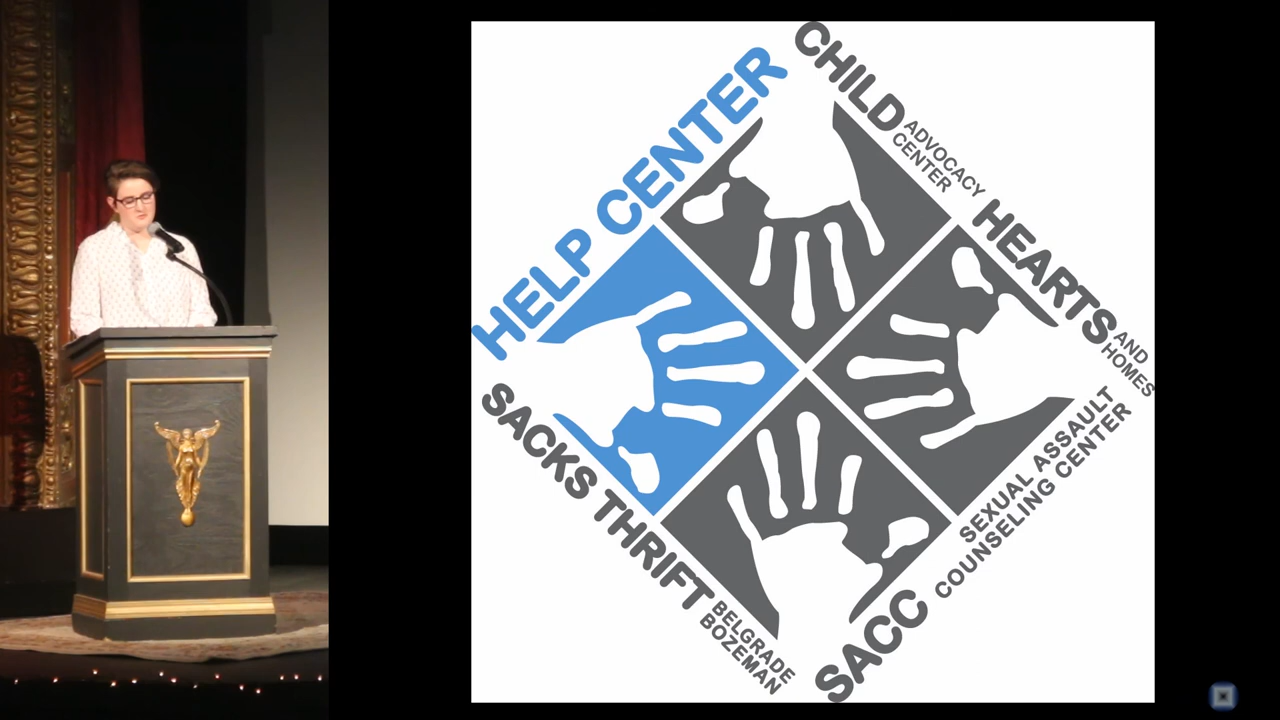 HELP CENTER
CHILD
ADVOCACY
CENTER
HEARTS
AND
HOMES
SEXUAL ASSAULT
COUNSELING CENTER
SACC
SACKS THRIFT
BELGRADE
BOZEMAN